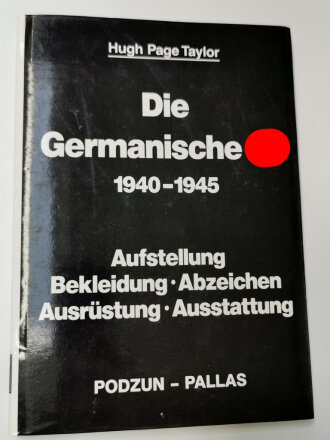 Hugh Page Taylor
Die
Germanische
1940-1945
Aufstellung
Bekleidung · Abzeichen
Ausrüstung · Ausstattung
PODZUN - PALLAS